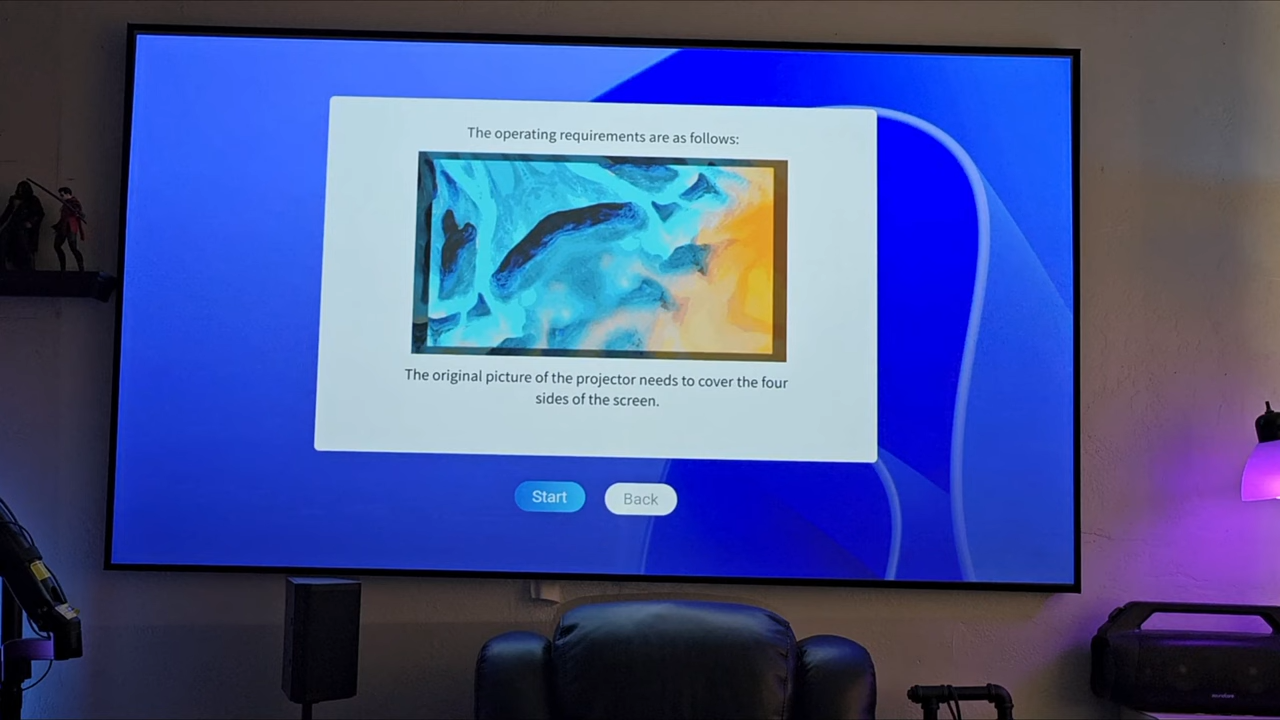 The operating requirements are as follows:
The original picture of the projector needs to cover the four
sides of the screen.
Start
Back